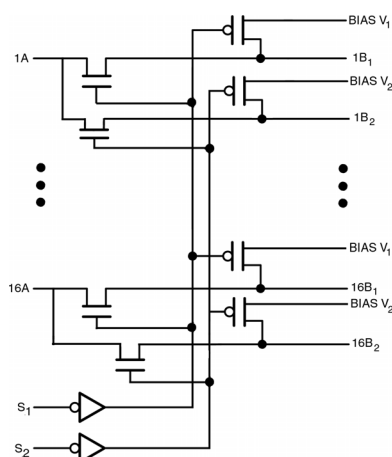 BIAS V₁
1A
1B₁
BIAS V₂
1B₂
BIAS V₁
16A
16B₁
BIAS V₂
16B₂
S₁
S₂